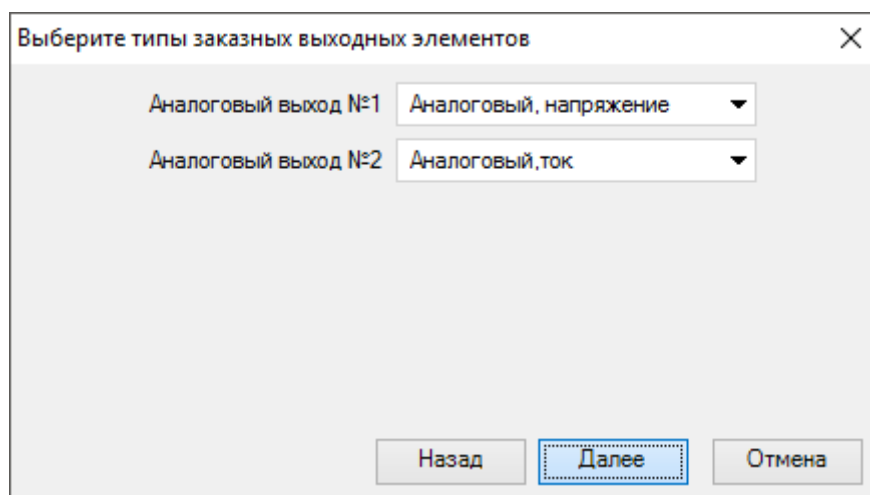 Выберите типы заказных выходных элементов
Аналоговый выход №1 Аналоговый, напряжение
Аналоговый выход №2 Аналоговый,ток
Назад Далее Отмена